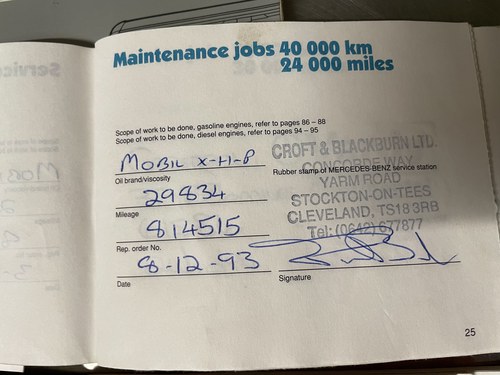 Maintenance jobs 40 000 km
24 000 miles
Scope of work to be done, gasoline engines, refer to pages 86 – 88
Scope of work to be done, diesel engines, refer to pages 94 – 95
MOBIL X-H-P
Oil brand/viscosity
29834
Mileage
814515
Rep. order No.
8-12-93
Date
CROFT & BLACKBURN LTD.
CONCORDE WAY
Rubber stamp of MERCEDES-BENZ service station
YARM ROAD
STOCKTON-ON-TEES
CLEVELAND, TS18 3RB
Tel: (0642) 677877
Signature
25